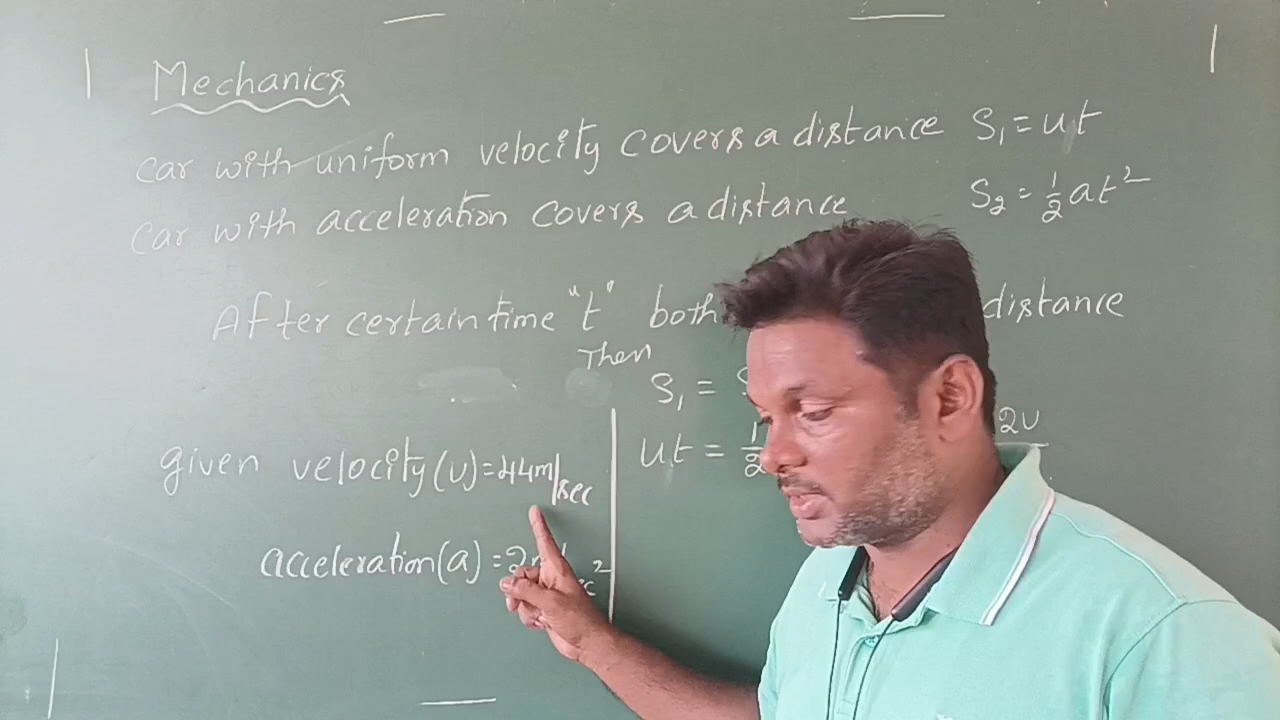 Mechanics
car with uniform velocity covers a distance S₁ = ut
car with acceleration covers a distance S₂ = ½at²
After certain time "t" both distance
Then
S₁ =
ut = ½ 2u
given velocity (u) = 44m/sec
acceleration (a) = 2